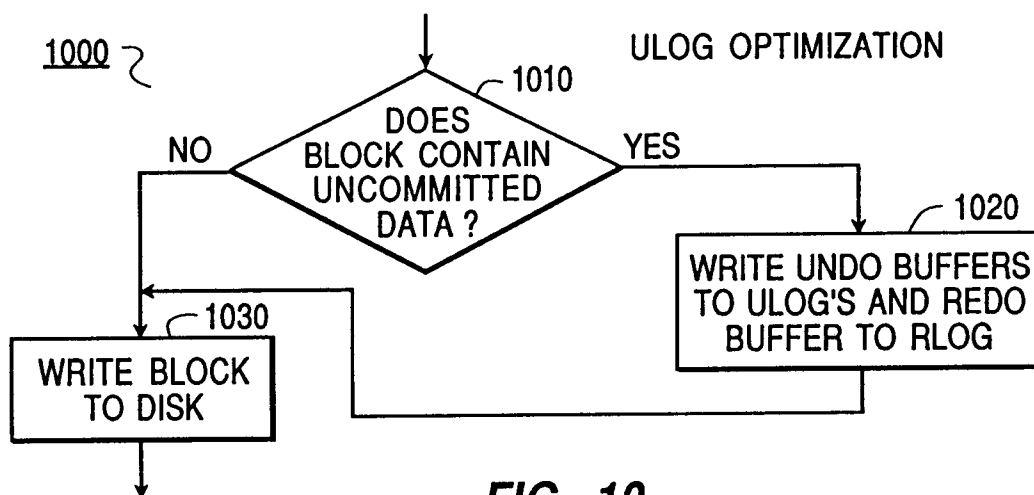 1000
ULOG OPTIMIZATION
1010
DOES
BLOCK CONTAIN
UNCOMMITTED
DATA ?
NO
YES
1020
WRITE UNDO BUFFERS
TO ULOG'S AND REDO
BUFFER TO RLOG
1030
WRITE BLOCK
TO DISK